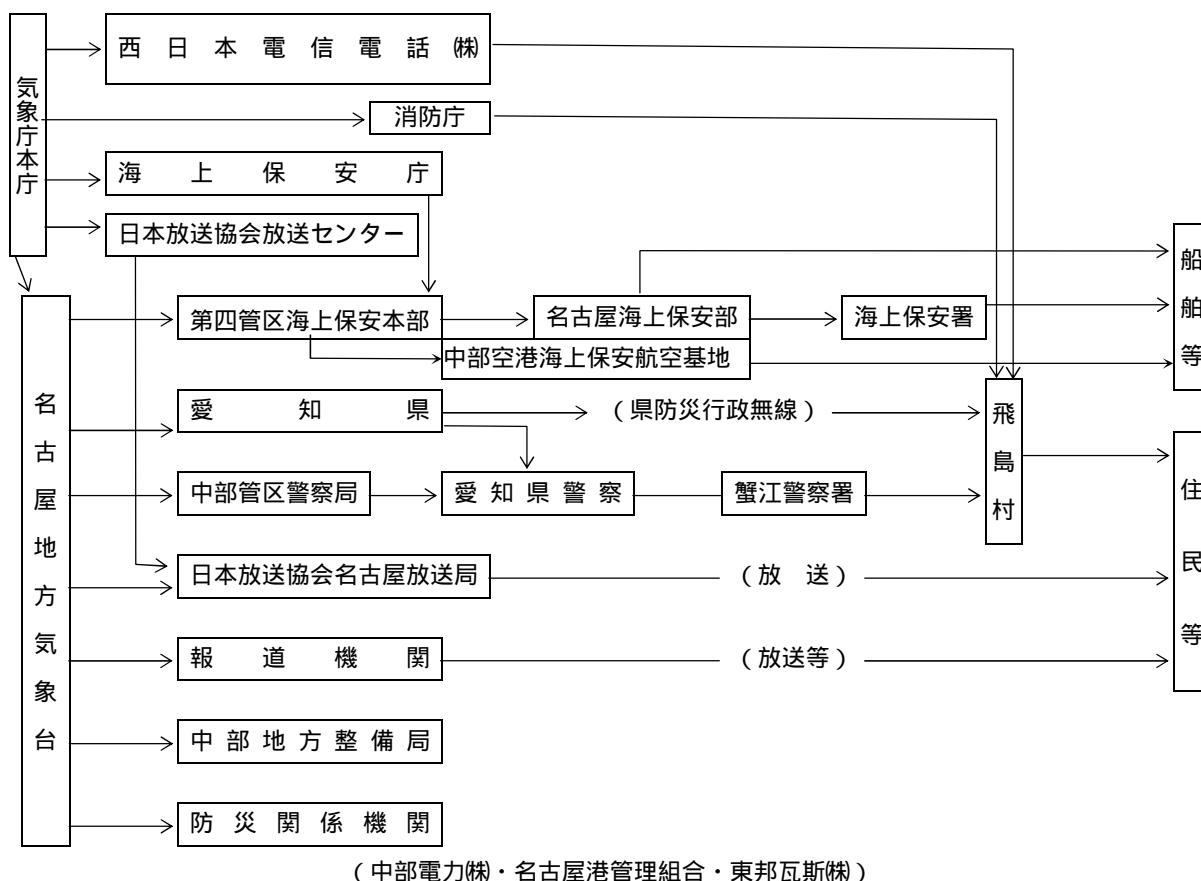 西日本電信電話㈱
気象庁本庁
消防庁
海上保安庁
日本放送協会放送センター
船舶等
名古屋地方気象台
第四管区海上保安本部
名古屋海上保安部
海上保安署
中部空港海上保安航空基地
愛知県
（県防災行政無線）
飛島村
中部管区警察局
愛知県警察
蟹江警察署
住民等
日本放送協会名古屋放送局
（放　送）
報道機関
（放送等）
中部地方整備局
防災関係機関
（中部電力㈱・名古屋港管理組合・東邦瓦斯㈱）